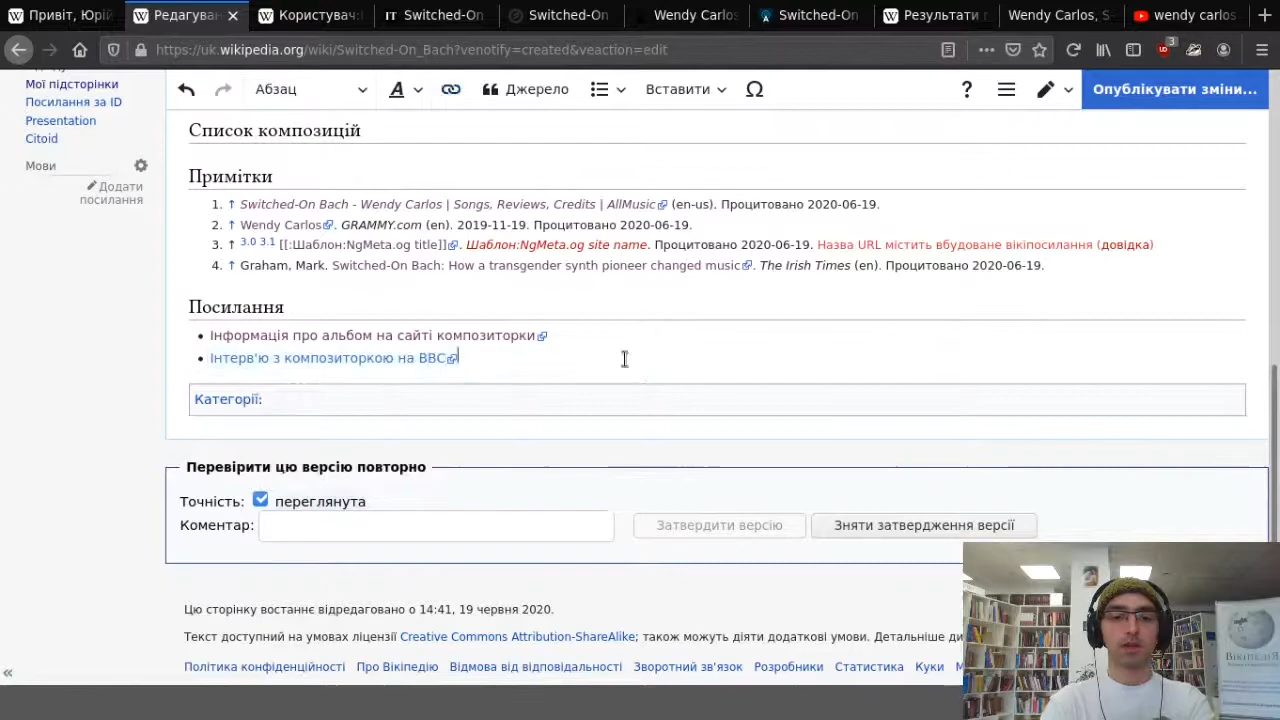 Привіт, Юрій
Редагуван
Користувач:
Switched-On
Switched-On
Wendy Carlos
Switched-On
Результати п
Wendy Carlos, S
wendy carlos
https://uk.wikipedia.org/wiki/Switched-On_Bach?venotify=created&veaction=edit
3
Мої підсторінки
Посилання за ID
Presentation
Citoid
Мови
Додати
посилання
Абзац
A
Джерело
Вставити
Ω
?
Опублікувати зміни...
Список композицій
Примітки
1. ↑ Switched-On Bach - Wendy Carlos | Songs, Reviews, Credits | AllMusic (en-us). Процитовано 2020-06-19.
2. ↑ Wendy Carlos. GRAMMY.com (en). 2019-11-19. Процитовано 2020-06-19.
3. ↑ 3.0 3.1 [[:Шаблон:NgMeta.og title]]. Шаблон:NgMeta.og site name. Процитовано 2020-06-19. Назва URL містить вбудоване вікіпосилання (довідка)
4. ↑ Graham, Mark. Switched-On Bach: How a transgender synth pioneer changed music. The Irish Times (en). Процитовано 2020-06-19.
Посилання
• Інформація про альбом на сайті композиторки
• Інтерв'ю з композиторкою на BBC
Категорії:
Перевірити цю версію повторно
Точність: переглянута
Коментар:
Затвердити версію
Зняти затвердження версії
Цю сторінку востаннє відредаговано о 14:41, 19 червня 2020.
Текст доступний на умовах ліцензії Creative Commons Attribution-ShareAlike; також можуть діяти додаткові умови. Детальніше ди
Політика конфіденційності Про Вікіпедію Відмова від відповідальності Зворотний зв'язок Розробники Статистика Куки М
«
ВікіпедіЯ